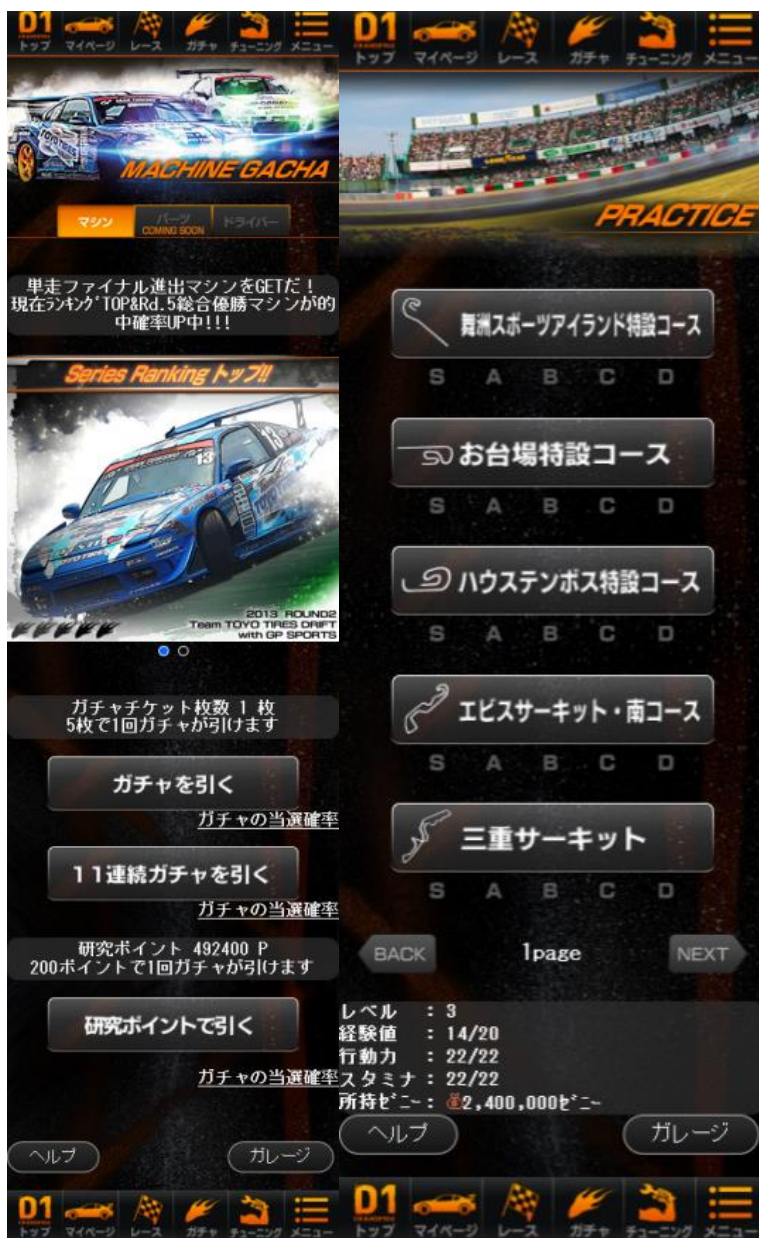 D1
トップ マイページ レース ガチャ チューニング メニュー
MACHINE GACHA
マシン パーツ ドライバー
COMING SOON
単走ファイナル進出マシンをGETだ！
現在ランキングTOP&Rd.5総合優勝マシンが的
中確率UP中!!!
Series Ranking トップ!!
13
TOYO TIRES
2013 ROUND2
Team TOYO TIRES DRIFT
with GP SPORTS
ガチャチケット枚数 1 枚
5枚で1回ガチャが引けます
ガチャを引く
ガチャの当選確率
11連続ガチャを引く
ガチャの当選確率
研究ポイント 492400 P
200ポイントで1回ガチャが引けます
研究ポイントで引く
ガチャの当選確率
ヘルプ ガレージ
D1
トップ マイページ レース ガチャ チューニング メニュー
D1
トップ マイページ レース ガチャ チューニング メニュー
PRACTICE
舞洲スポーツアイランド特設コース
S A B C D
お台場特設コース
S A B C D
ハウステンボス特設コース
S A B C D
エビスサーキット・南コース
S A B C D
三重サーキット
S A B C D
BACK 1page NEXT
レベル : 3
経験値 : 14/20
行動力 : 22/22
スタミナ : 22/22
所持ゼニー : 2,400,000ゼニー
ヘルプ ガレージ
D1
トップ マイページ レース ガチャ チューニング メニュー